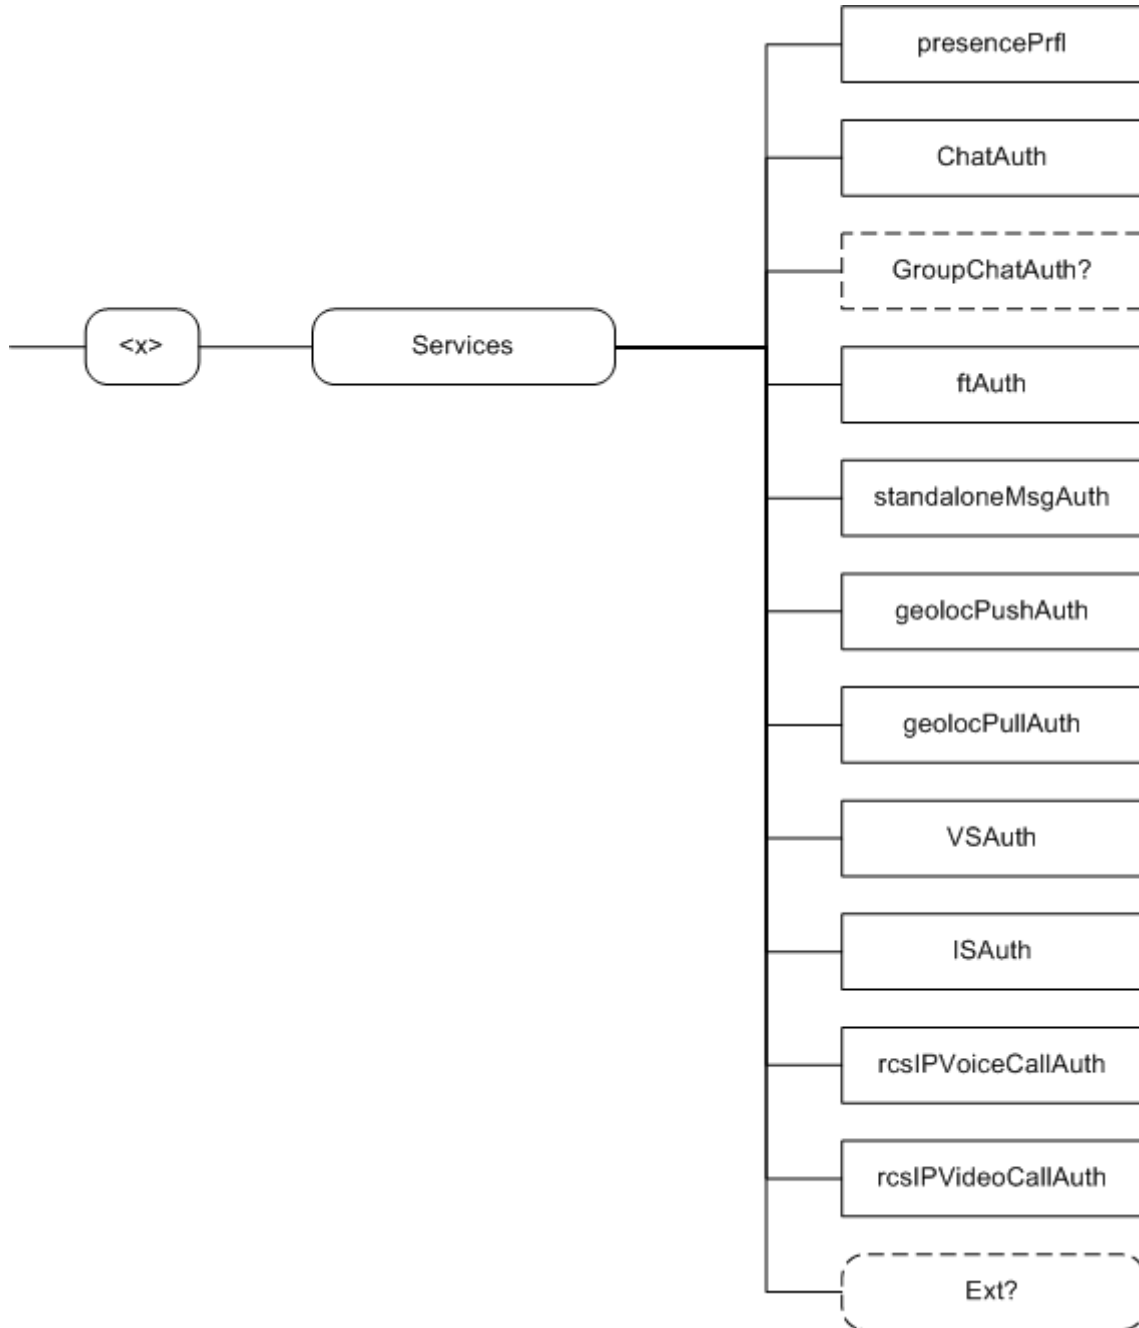 presencePrfl
ChatAuth
GroupChatAuth?
<x>
Services
ftAuth
standaloneMsgAuth
geolocPushAuth
geolocPullAuth
VSAuth
ISAuth
rcsIPVoiceCallAuth
rcsIPVideoCallAuth
Ext?